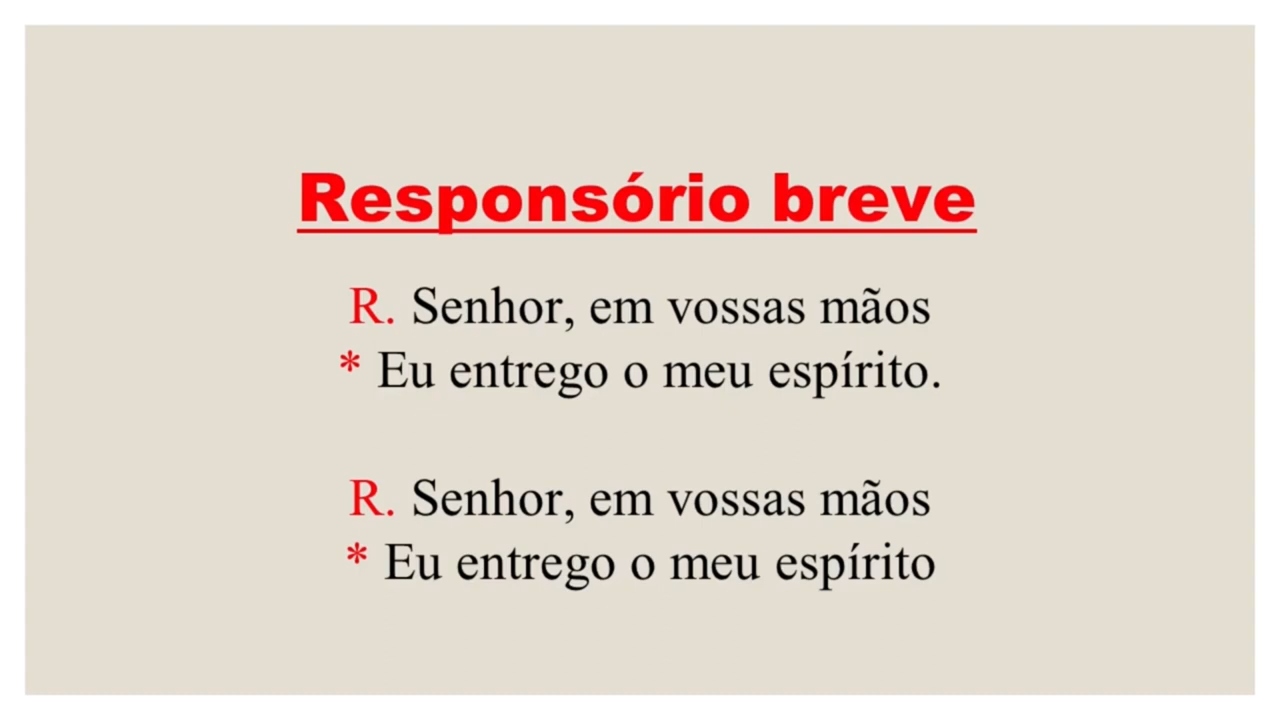 Responsório breve
R. Senhor, em vossas mãos
* Eu entrego o meu espírito.
R. Senhor, em vossas mãos
* Eu entrego o meu espírito